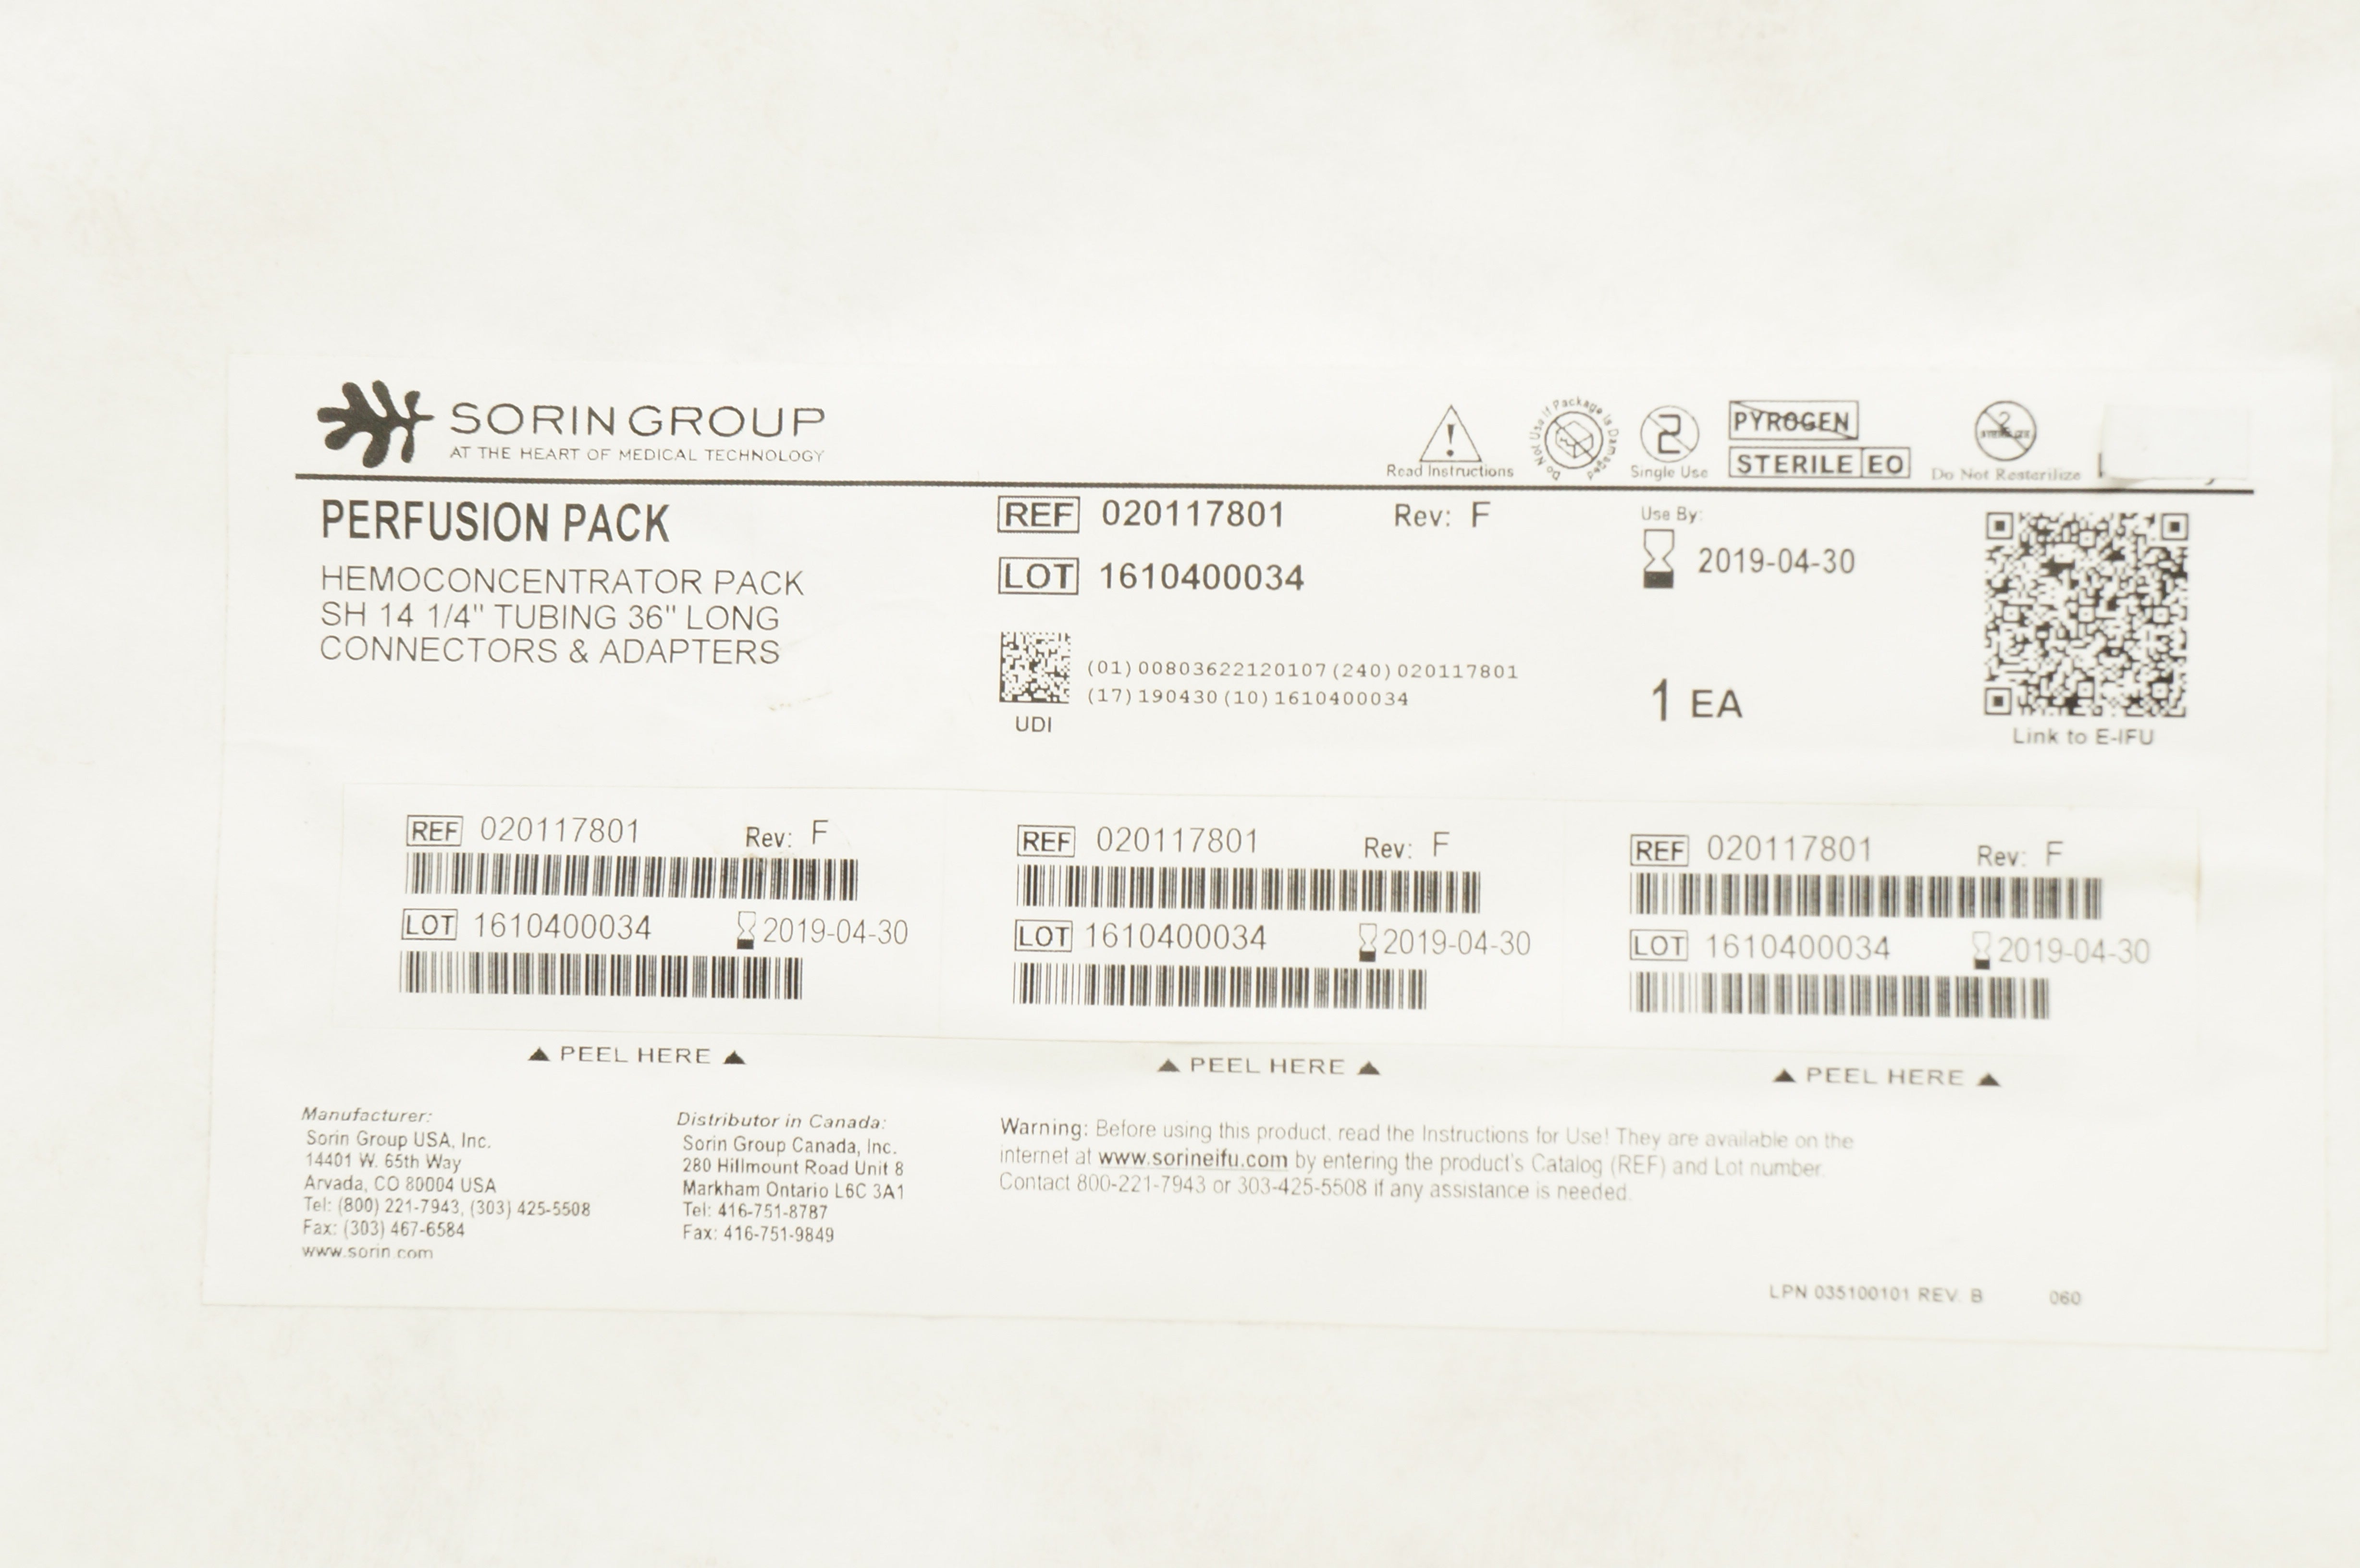 SORIN GROUP
AT THE HEART OF MEDICAL TECHNOLOGY
Read Instructions
Do Not Use if Package is Damaged
2
Single Use
PYROGEN
STERILE EO
2
Do Not Resterilize
PERFUSION PACK
HEMOCONCENTRATOR PACK
SH 14 1/4" TUBING 36" LONG
CONNECTORS & ADAPTERS
REF 020117801 Rev: F
LOT 1610400034
(01)00803622120107(240)020117801
(17)190430(10)1610400034
UDI
Use By:
2019-04-30
1 EA
Link to E-IFU
REF 020117801 Rev: F
LOT 1610400034 2019-04-30
▲ PEEL HERE ▲
REF 020117801 Rev: F
LOT 1610400034 2019-04-30
▲ PEEL HERE ▲
REF 020117801 Rev: F
LOT 1610400034 2019-04-30
▲ PEEL HERE ▲
Manufacturer:
Sorin Group USA, Inc.
14401 W. 65th Way
Arvada, CO 80004 USA
Tel: (800) 221-7943, (303) 425-5508
Fax: (303) 467-6584
www.sorin.com
Distributor in Canada:
Sorin Group Canada, Inc.
280 Hillmount Road Unit 8
Markham Ontario L6C 3A1
Tel: 416-751-8787
Fax: 416-751-9849
Warning: Before using this product, read the Instructions for Use! They are available on the
internet at www.sorineifu.com by entering the product's Catalog (REF) and Lot number.
Contact 800-221-7943 or 303-425-5508 if any assistance is needed.
LPN 035100101 REV. B 060